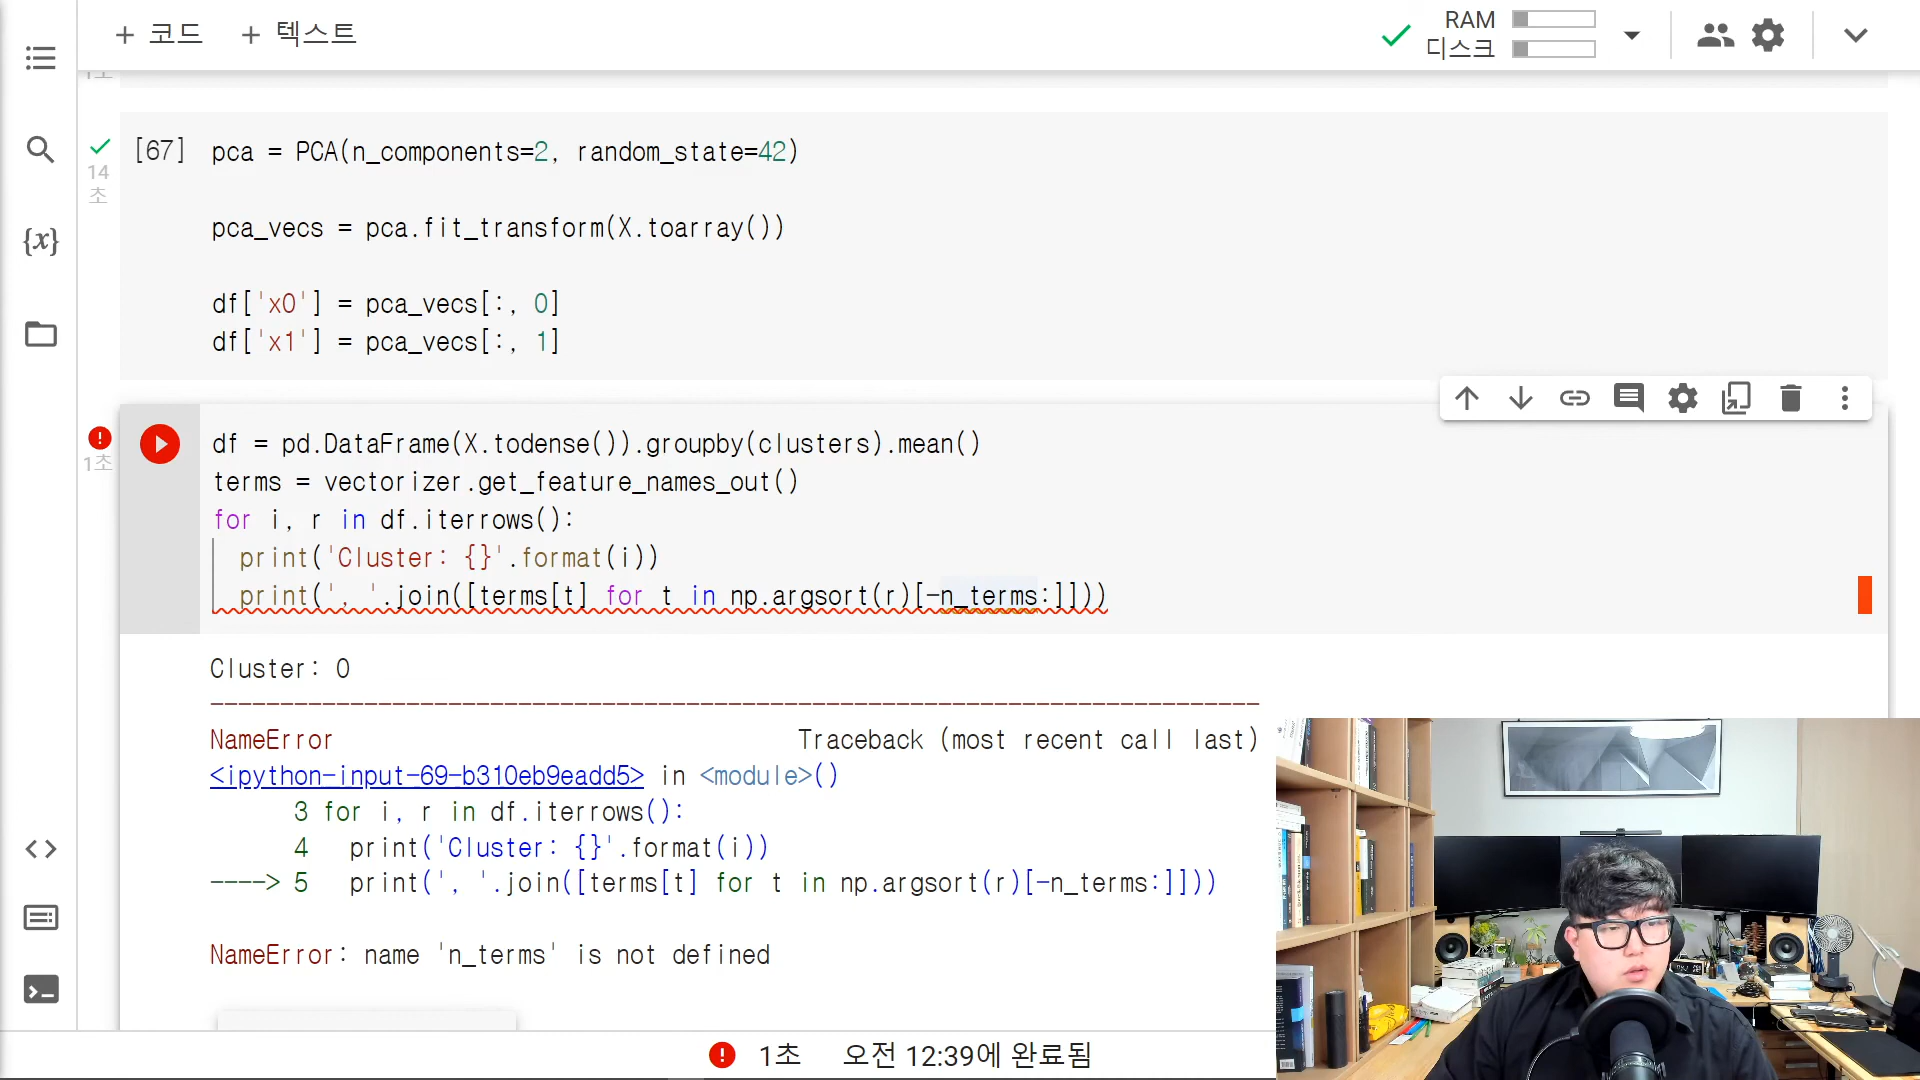 + 코드 + 텍스트
RAM
디스크
14
초
[67] pca = PCA(n_components=2, random_state=42)
pca_vecs = pca.fit_transform(X.toarray())
df['x0'] = pca_vecs[:, 0]
df['x1'] = pca_vecs[:, 1]
{x}
1초
df = pd.DataFrame(X.todense()).groupby(clusters).mean()
terms = vectorizer.get_feature_names_out()
for i, r in df.iterrows():
print('Cluster: {}'.format(i))
print(', '.join([terms[t] for t in np.argsort(r)[-n_terms:]]))
Cluster: 0
---------------------------------------------------------------------------
NameError Traceback (most recent call last)
<ipython-input-69-b310eb9eadd5> in <module>()
3 for i, r in df.iterrows():
4 print('Cluster: {}'.format(i))
----> 5 print(', '.join([terms[t] for t in np.argsort(r)[-n_terms:]]))
NameError: name 'n_terms' is not defined
1초 오전 12:39에 완료됨